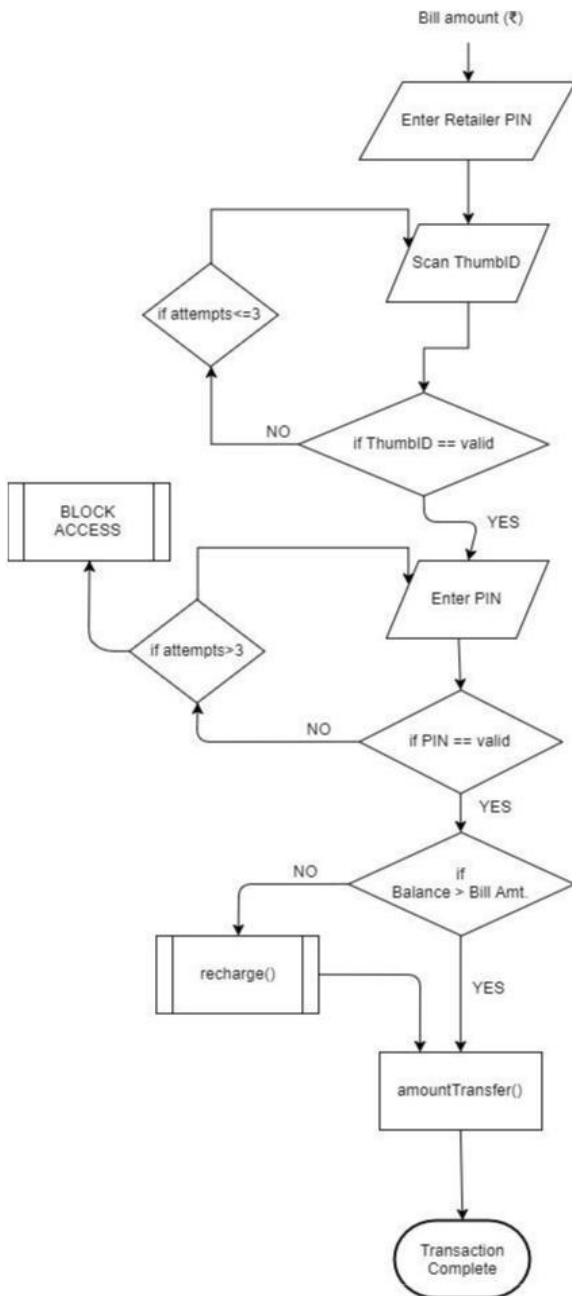 Bill amount (₹)
Enter Retailer PIN
Scan ThumbID
if attempts<=3
NO
if ThumbID == valid
BLOCK
ACCESS
YES
Enter PIN
if attempts>3
NO
if PIN == valid
YES
if
NO
Balance > Bill Amt.
recharge()
YES
amountTransfer()
Transaction
Complete